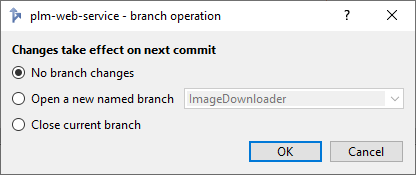 plm-web-service - branch operation
?
Changes take effect on next commit
No branch changes
Open a new named branch ImageDownloader
Close current branch
OK Cancel